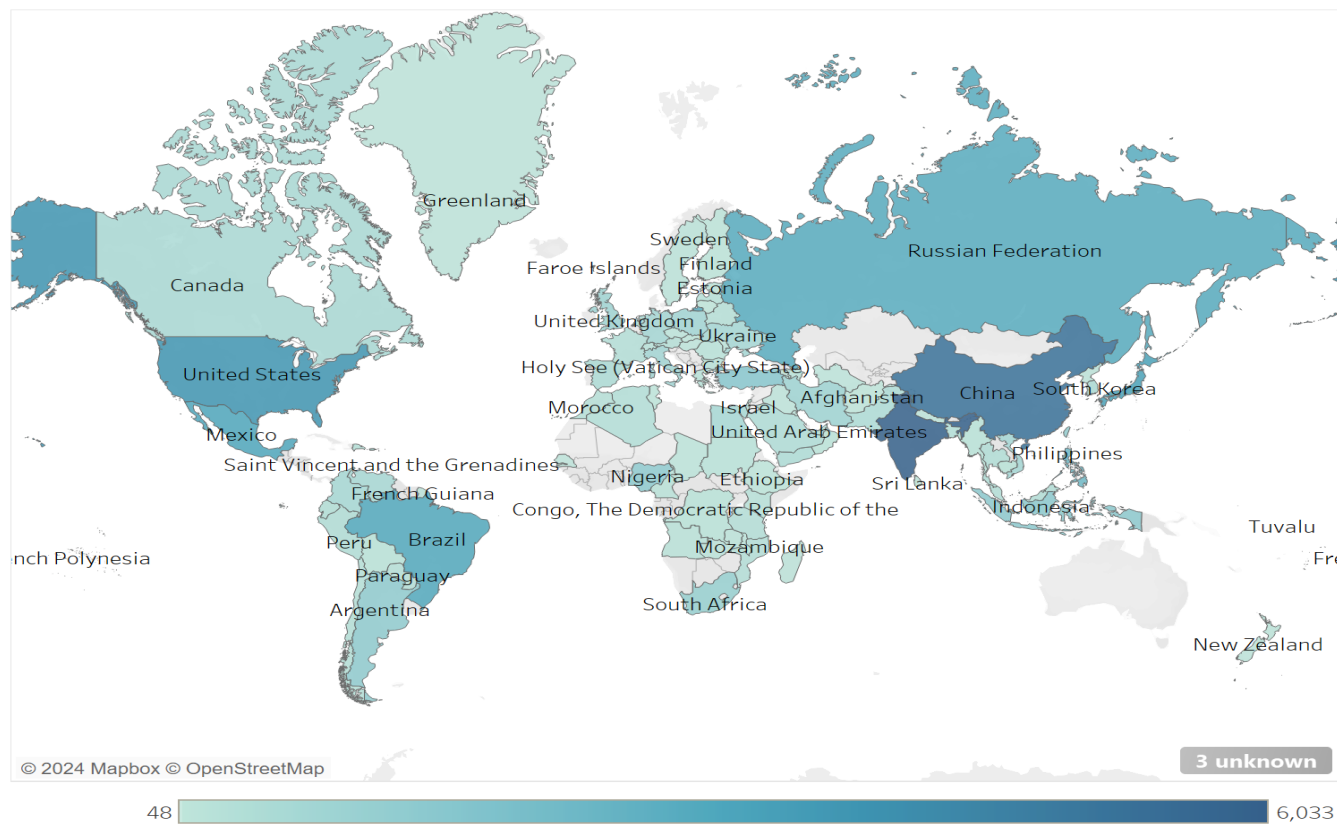 Greenland
Sweden
Russian Federation
Finland
Faroe Islands
Canada
Estonia
United Kingdom
Ukraine
Holy See (Vatican City State)
United States
China
South Korea
Afghanistan
Morocco
Israel
Mexico
United Arab Emirates
Philippines
Saint Vincent and the Grenadines
Nigeria
Ethiopia
Sri Lanka
French Guiana
Indonesia
Congo, The Democratic Republic of the
Tuvalu
Peru
Brazil
Mozambique
nch Polynesia
Fre
Paraguay
Argentina
South Africa
New Zealand
© 2024 Mapbox © OpenStreetMap
3 unknown
48
6,033